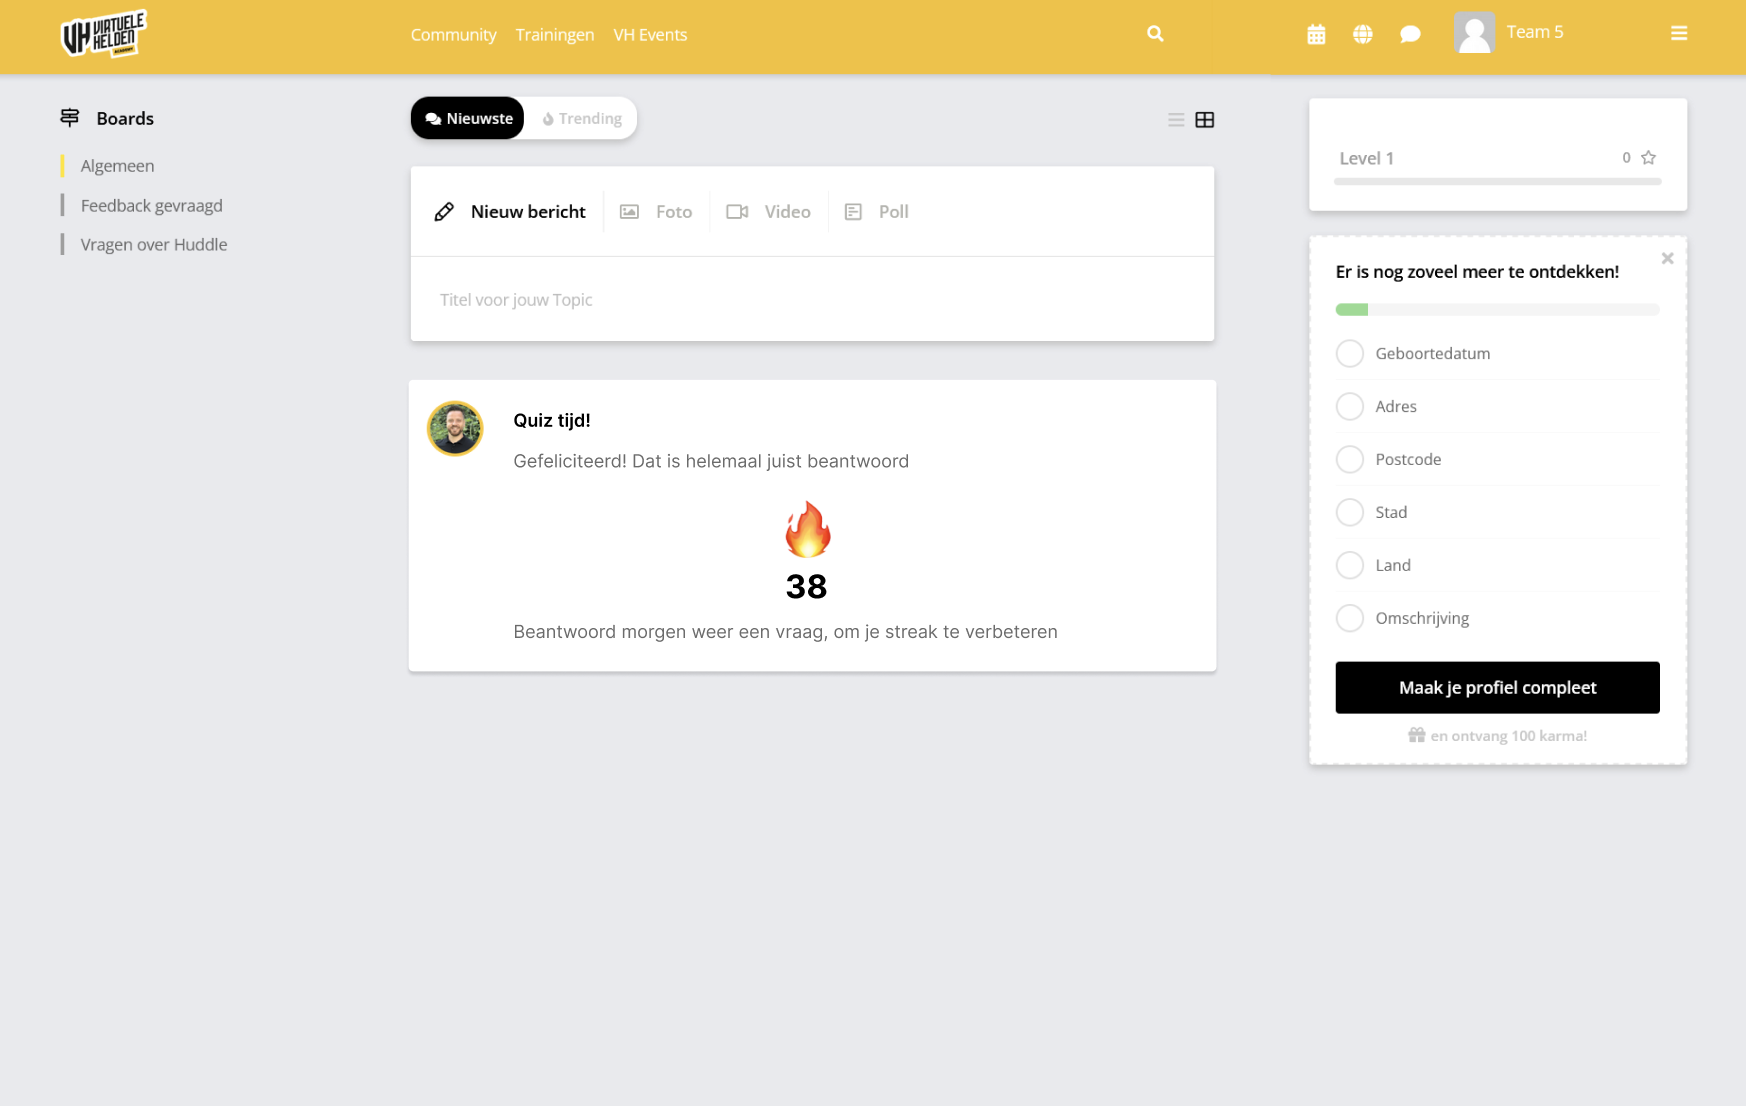 VH VIRTUELE HELDEN ACADEMY
Community Trainingen VH Events
Team 5
Boards
Algemeen
Feedback gevraagd
Vragen over Huddle
Nieuwste Trending
Nieuw bericht Foto Video Poll
Titel voor jouw Topic
Quiz tijd!
Gefeliciteerd! Dat is helemaal juist beantwoord
38
Beantwoord morgen weer een vraag, om je streak te verbeteren
Level 1 0
Er is nog zoveel meer te ontdekken!
Geboortedatum
Adres
Postcode
Stad
Land
Omschrijving
Maak je profiel compleet
en ontvang 100 karma!